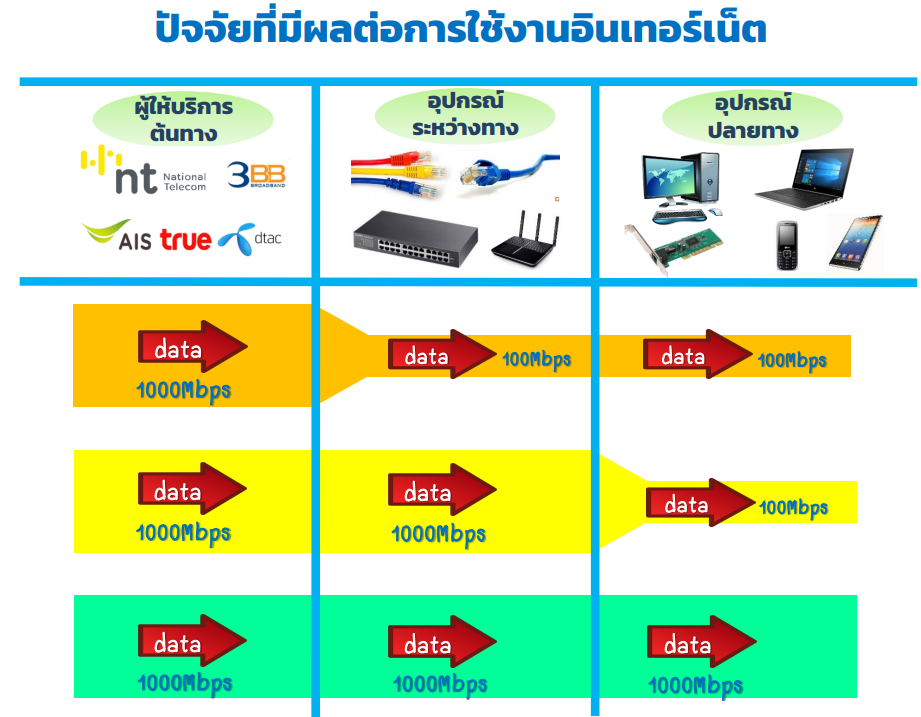 ปัจจัยที่มีผลต่อการใช้งานอินเทอร์เน็ต
ผู้ให้บริการ
ต้นทาง
อุปกรณ์
ระหว่างทาง
อุปกรณ์
ปลายทาง
nt National
Telecom
3BB
BROADBAND
AIS
true
dtac
data
1000Mbps
data
100Mbps
data
100Mbps
data
1000Mbps
data
1000Mbps
data
100Mbps
data
1000Mbps
data
1000Mbps
data
1000Mbps